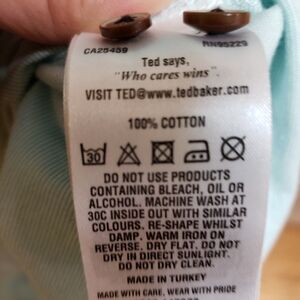 CA25459 RN95229
Ted says,
"Who cares wins".
VISIT TED@www.tedbaker.com
100% COTTON
30
DO NOT USE PRODUCTS
CONTAINING BLEACH, OIL OR
ALCOHOL. MACHINE WASH AT
30C INSIDE OUT WITH SIMILAR
COLOURS. RE-SHAPE WHILST
DAMP. WARM IRON ON
REVERSE. DRY FLAT. DO NOT
DRY IN DIRECT SUNLIGHT.
DO NOT DRY CLEAN.
MADE IN TURKEY
MADE WITH CARE, WEAR WITH PRIDE